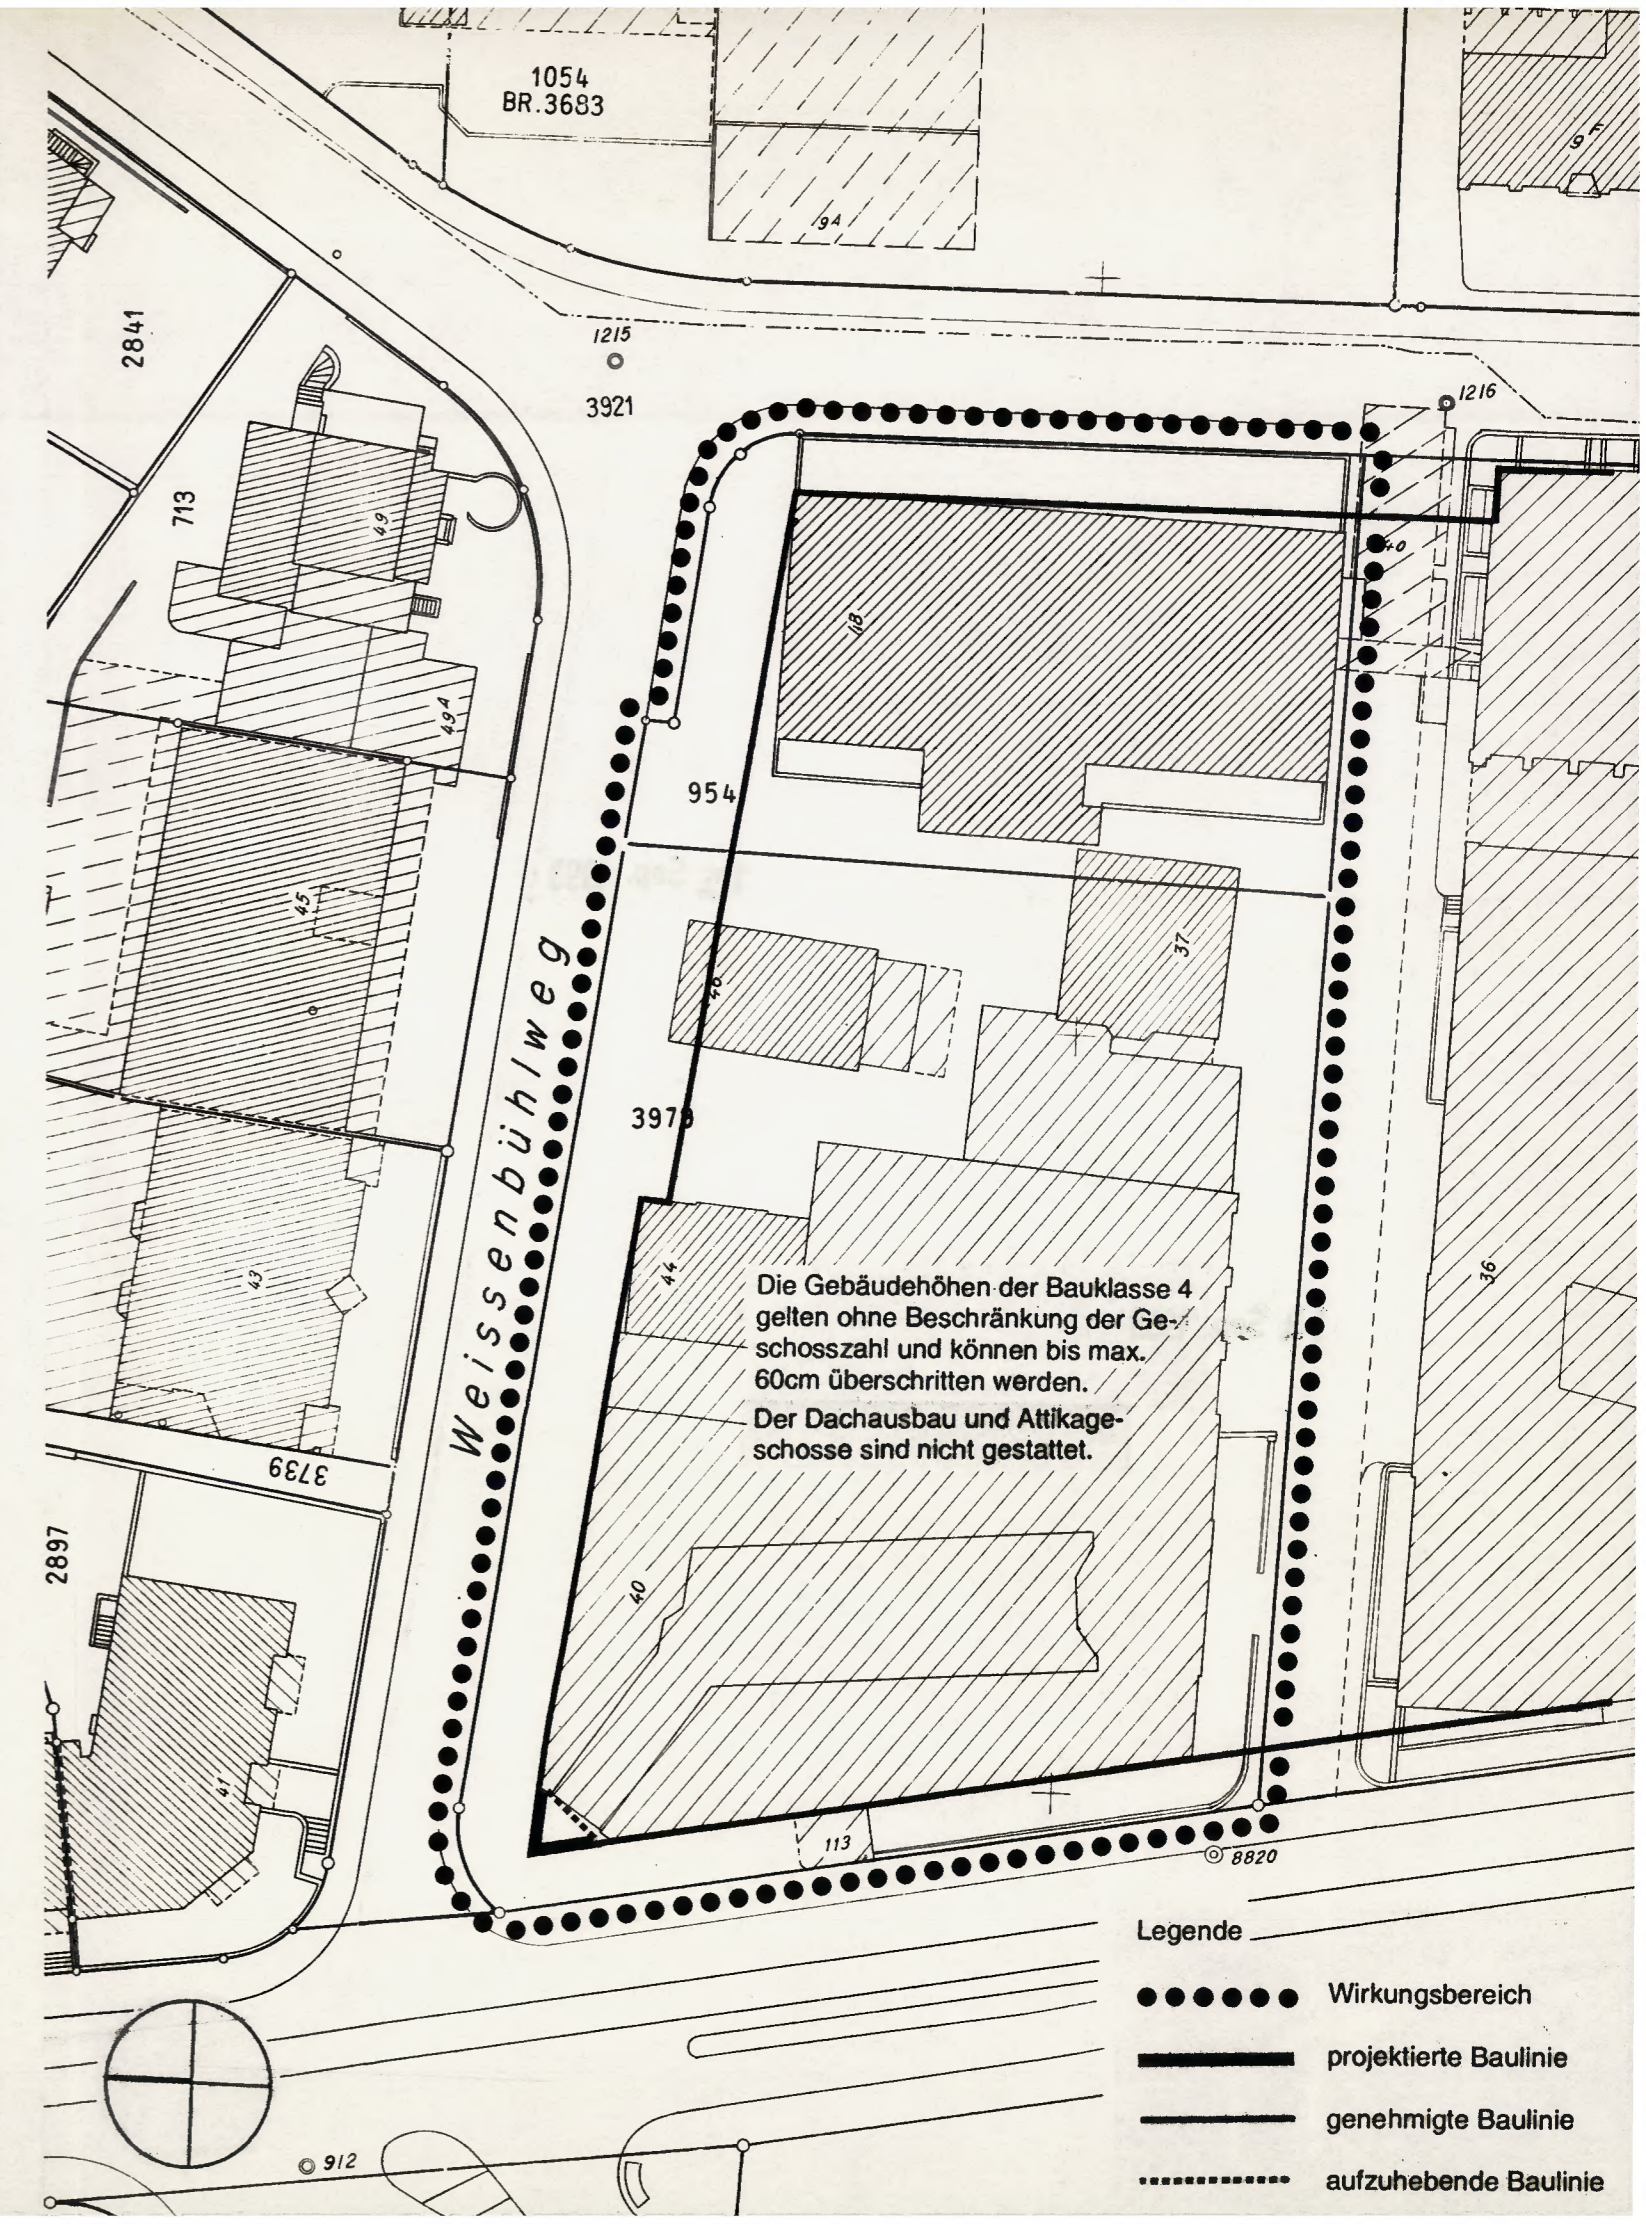 1054
BR.3683
9A
9F
2841
1215
3921
1216
713
49
40
48
49A
954
45
46
37
Weissenbühlweg
3979
43
44
36
Die Gebäudehöhen der Bauklasse 4
gelten ohne Beschränkung der Ge-
schosszahl und können bis max.
60cm überschritten werden.
Der Dachausbau und Attikage-
schosse sind nicht gestattet.
3739
2897
40
41
113
8820
Legende
Wirkungsbereich
projektierte Baulinie
genehmigte Baulinie
aufzuhebende Baulinie
912